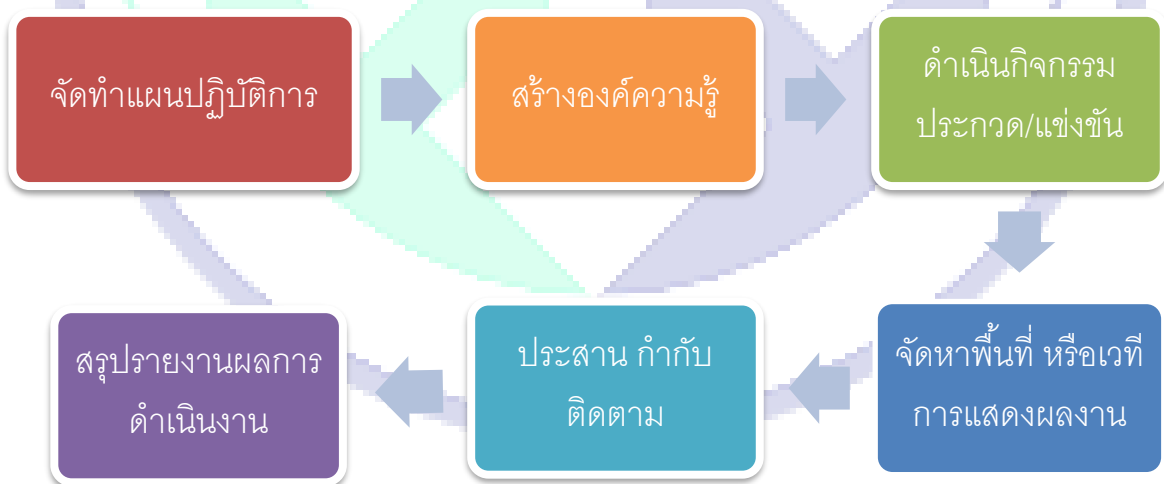 จัดทำแผนปฏิบัติการ
สร้างองค์ความรู้
ดำเนินกิจกรรม
ประกวด/แข่งขัน
จัดหาพื้นที่ หรือเวที
การแสดงผลงาน
ประสาน กำกับ
ติดตาม
สรุปรายงานผลการ
ดำเนินงาน